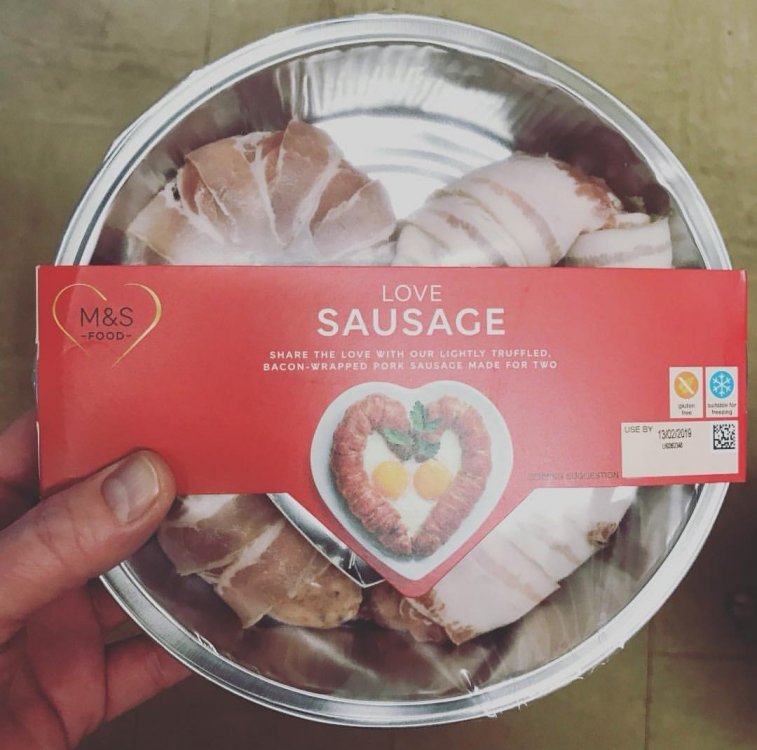 M&S
-FOOD-
LOVE
SAUSAGE
SHARE THE LOVE WITH OUR LIGHTLY TRUFFLED,
BACON-WRAPPED PORK SAUSAGE MADE FOR TWO
gluten
free
suitable for
freezing
USE BY 13/02/2019
SUGGESTION